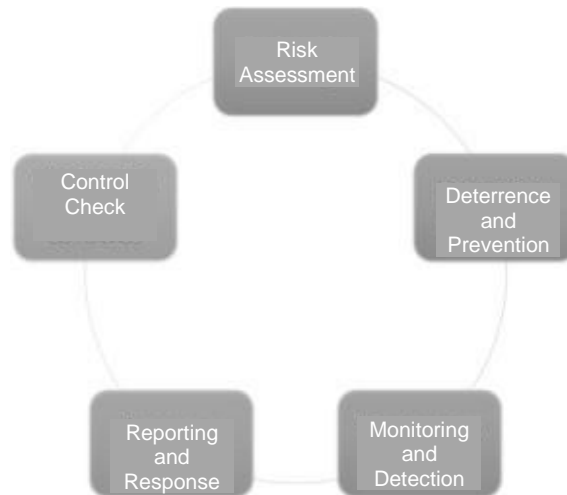 Risk
Assessment
Deterrence
and
Prevention
Monitoring
and
Detection
Reporting
and
Response
Control
Check